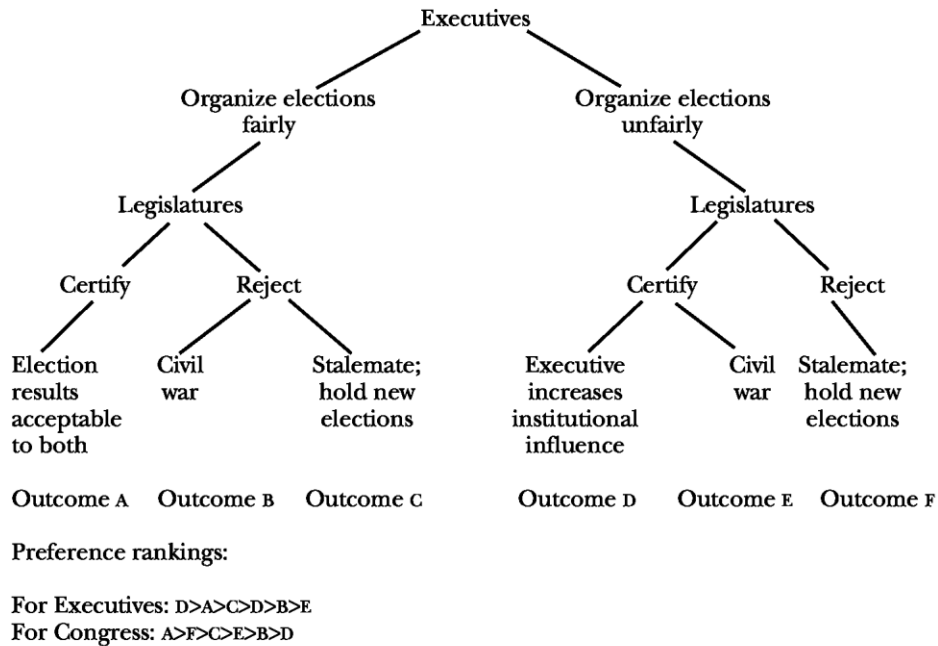 Executives
Organize elections fairly
Organize elections unfairly
Legislatures
Legislatures
Certify
Reject
Certify
Reject
Election results acceptable to both
Civil war
Stalemate; hold new elections
Executive increases institutional influence
Civil war
Stalemate; hold new elections
Outcome A
Outcome B
Outcome C
Outcome D
Outcome E
Outcome F
Preference rankings:
For Executives: D>A>C>D>B>E
For Congress: A>F>C>E>B>D